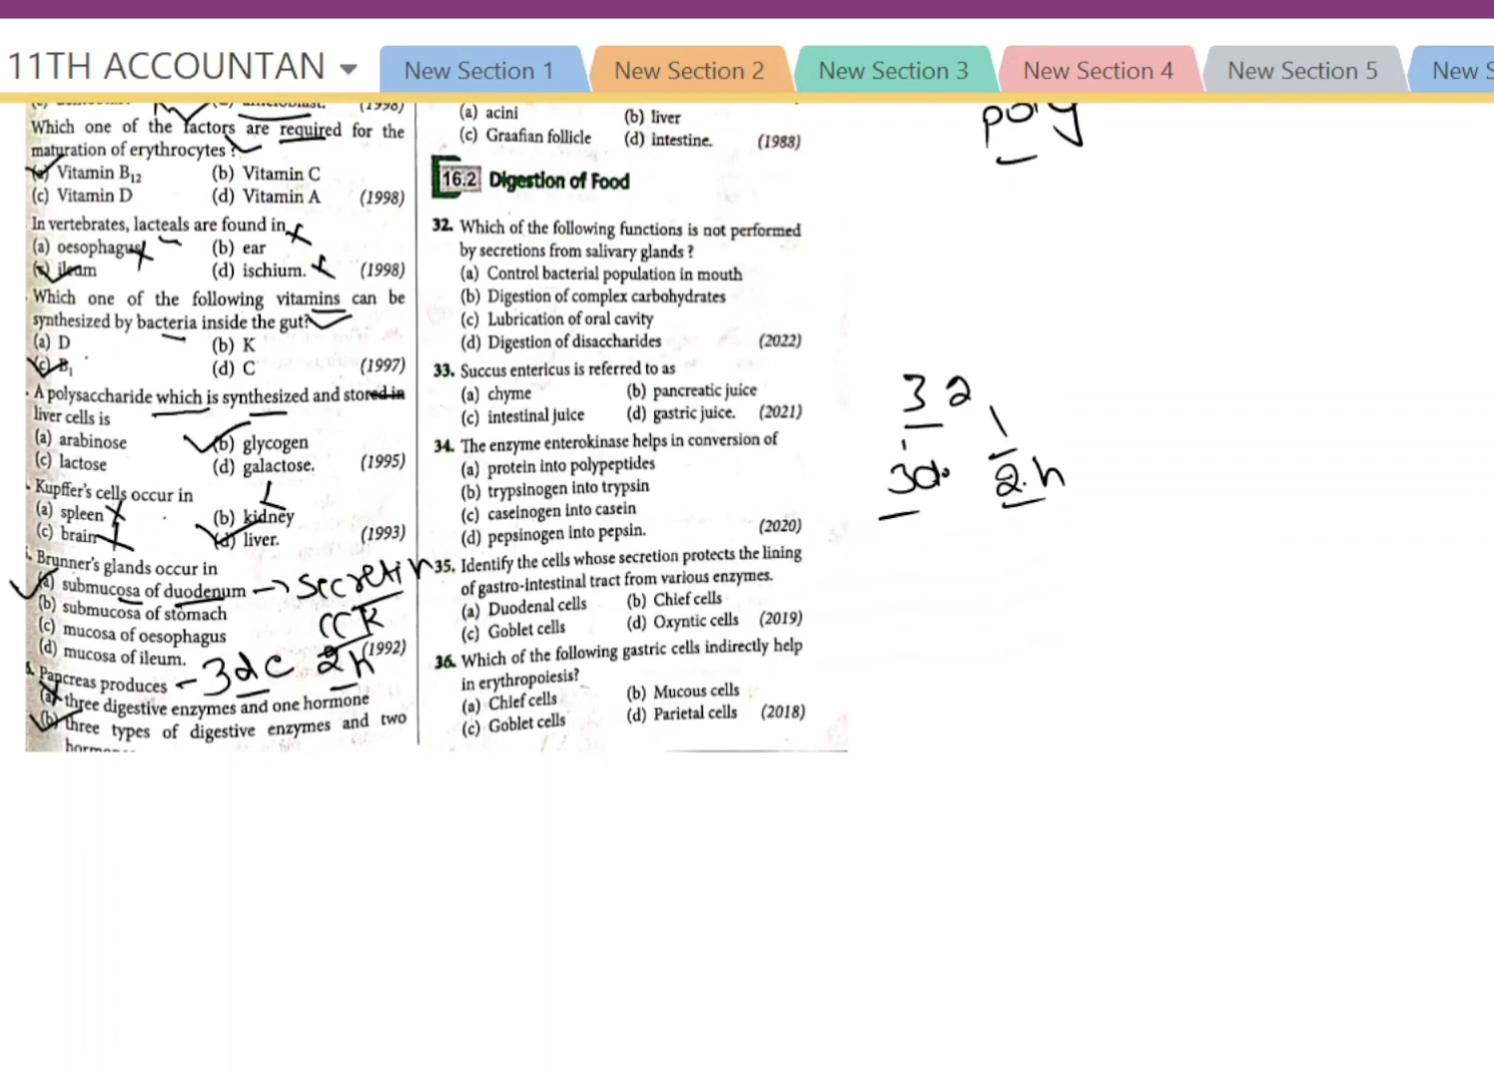 11TH ACCOUNTAN
New Section 1
New Section 2
New Section 3
New Section 4
New Section 5
New S
(1998)
Which one of the factors are required for the
maturation of erythrocytes ?
(a) Vitamin B12 (b) Vitamin C
(c) Vitamin D (d) Vitamin A (1998)
In vertebrates, lacteals are found in
(a) oesophagus (b) ear
(c) ileam (d) ischium. (1998)
Which one of the following vitamins can be
synthesized by bacteria inside the gut?
(a) D (b) K
(c) B1 (d) C (1997)
A polysaccharide which is synthesized and stored in
liver cells is
(a) arabinose (b) glycogen
(c) lactose (d) galactose. (1995)
Kupffer's cells occur in
(a) spleen (b) kidney
(c) brain (d) liver. (1993)
Brunner's glands occur in
(a) submucosa of duodenum → secretin
(b) submucosa of stomach
CCK
(c) mucosa of oesophagus
(d) mucosa of ileum. (1992)
Pancreas produces - 3dc 2h
(a) three digestive enzymes and one hormone
(b) three types of digestive enzymes and two
(a) acini (b) liver
(c) Graafian follicle (d) intestine. (1988)
16.2 Digestion of Food
32. Which of the following functions is not performed
by secretions from salivary glands ?
(a) Control bacterial population in mouth
(b) Digestion of complex carbohydrates
(c) Lubrication of oral cavity
(d) Digestion of disaccharides (2022)
33. Succus entericus is referred to as
(a) chyme (b) pancreatic juice
(c) intestinal juice (d) gastric juice. (2021)
34. The enzyme enterokinase helps in conversion of
(a) protein into polypeptides
(b) trypsinogen into trypsin
(c) caseinogen into casein
(d) pepsinogen into pepsin. (2020)
35. Identify the cells whose secretion protects the lining
of gastro-intestinal tract from various enzymes.
(a) Duodenal cells (b) Chief cells
(c) Goblet cells (d) Oxyntic cells (2019)
36. Which of the following gastric cells indirectly help
in erythropoiesis?
(a) Chief cells (b) Mucous cells
(c) Goblet cells (d) Parietal cells (2018)
poly
3 2
3d. 2.h